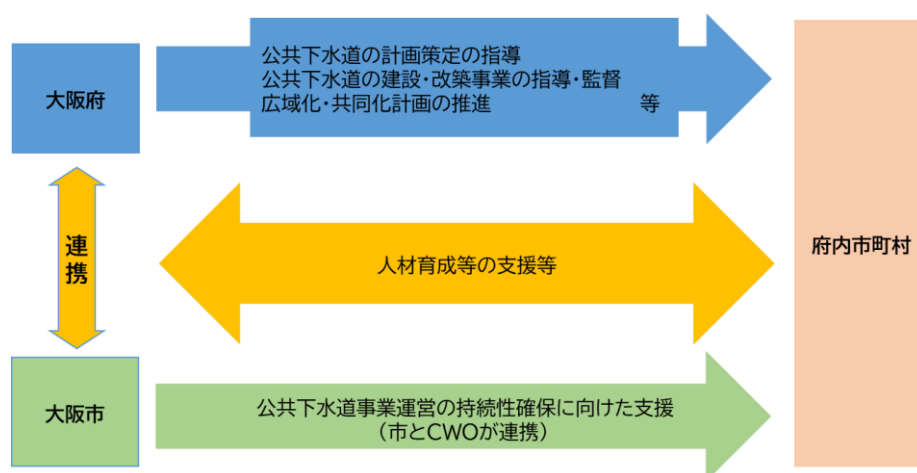 大阪府
公共下水道の計画策定の指導
公共下水道の建設・改築事業の指導・監督
広域化・共同化計画の推進 等
連携
人材育成等の支援等
府内市町村
大阪市
公共下水道事業運営の持続性確保に向けた支援
(市とCWOが連携)